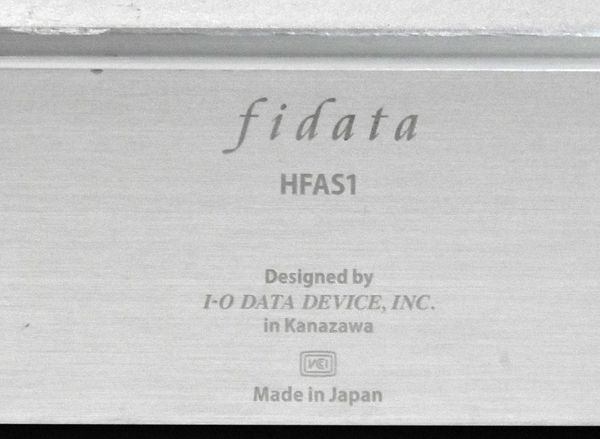 fidata
HFAS1
Designed by
I-O DATA DEVICE, INC.
in Kanazawa
VCI
Made in Japan